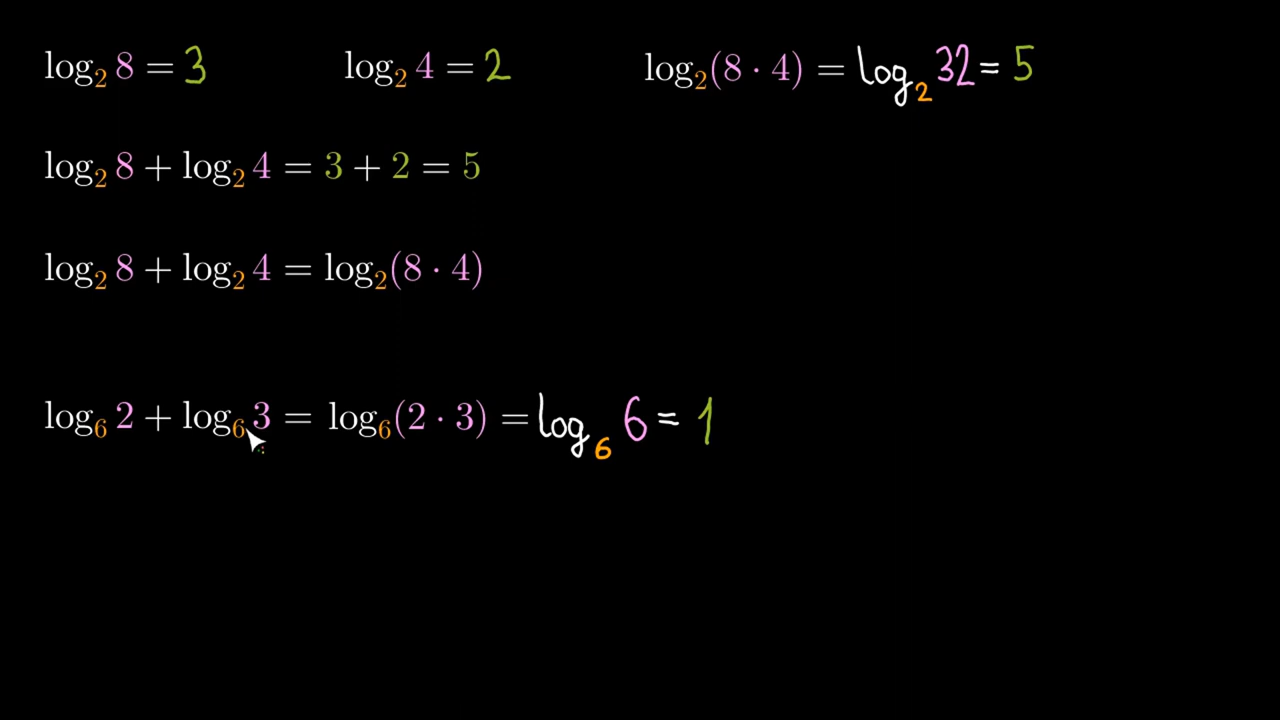 log₂ 8 = 3 log₂ 4 = 2 log₂(8 · 4) = log₂ 32 = 5
log₂ 8 + log₂ 4 = 3 + 2 = 5
log₂ 8 + log₂ 4 = log₂(8 · 4)
log₆ 2 + log₆ 3 = log₆(2 · 3) = log₆ 6 = 1